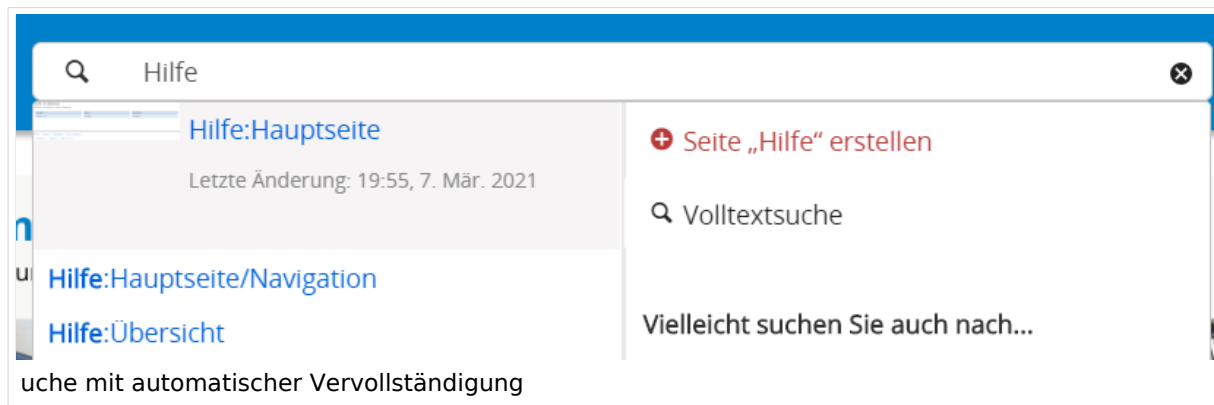 Hilfe
Hilfe:Hauptseite
Letzte Änderung: 19:55, 7. Mär. 2021
Hilfe:Hauptseite/Navigation
Hilfe:Übersicht
Seite „Hilfe“ erstellen
Volltextsuche
Vielleicht suchen Sie auch nach...
uche mit automatischer Vervollständigung